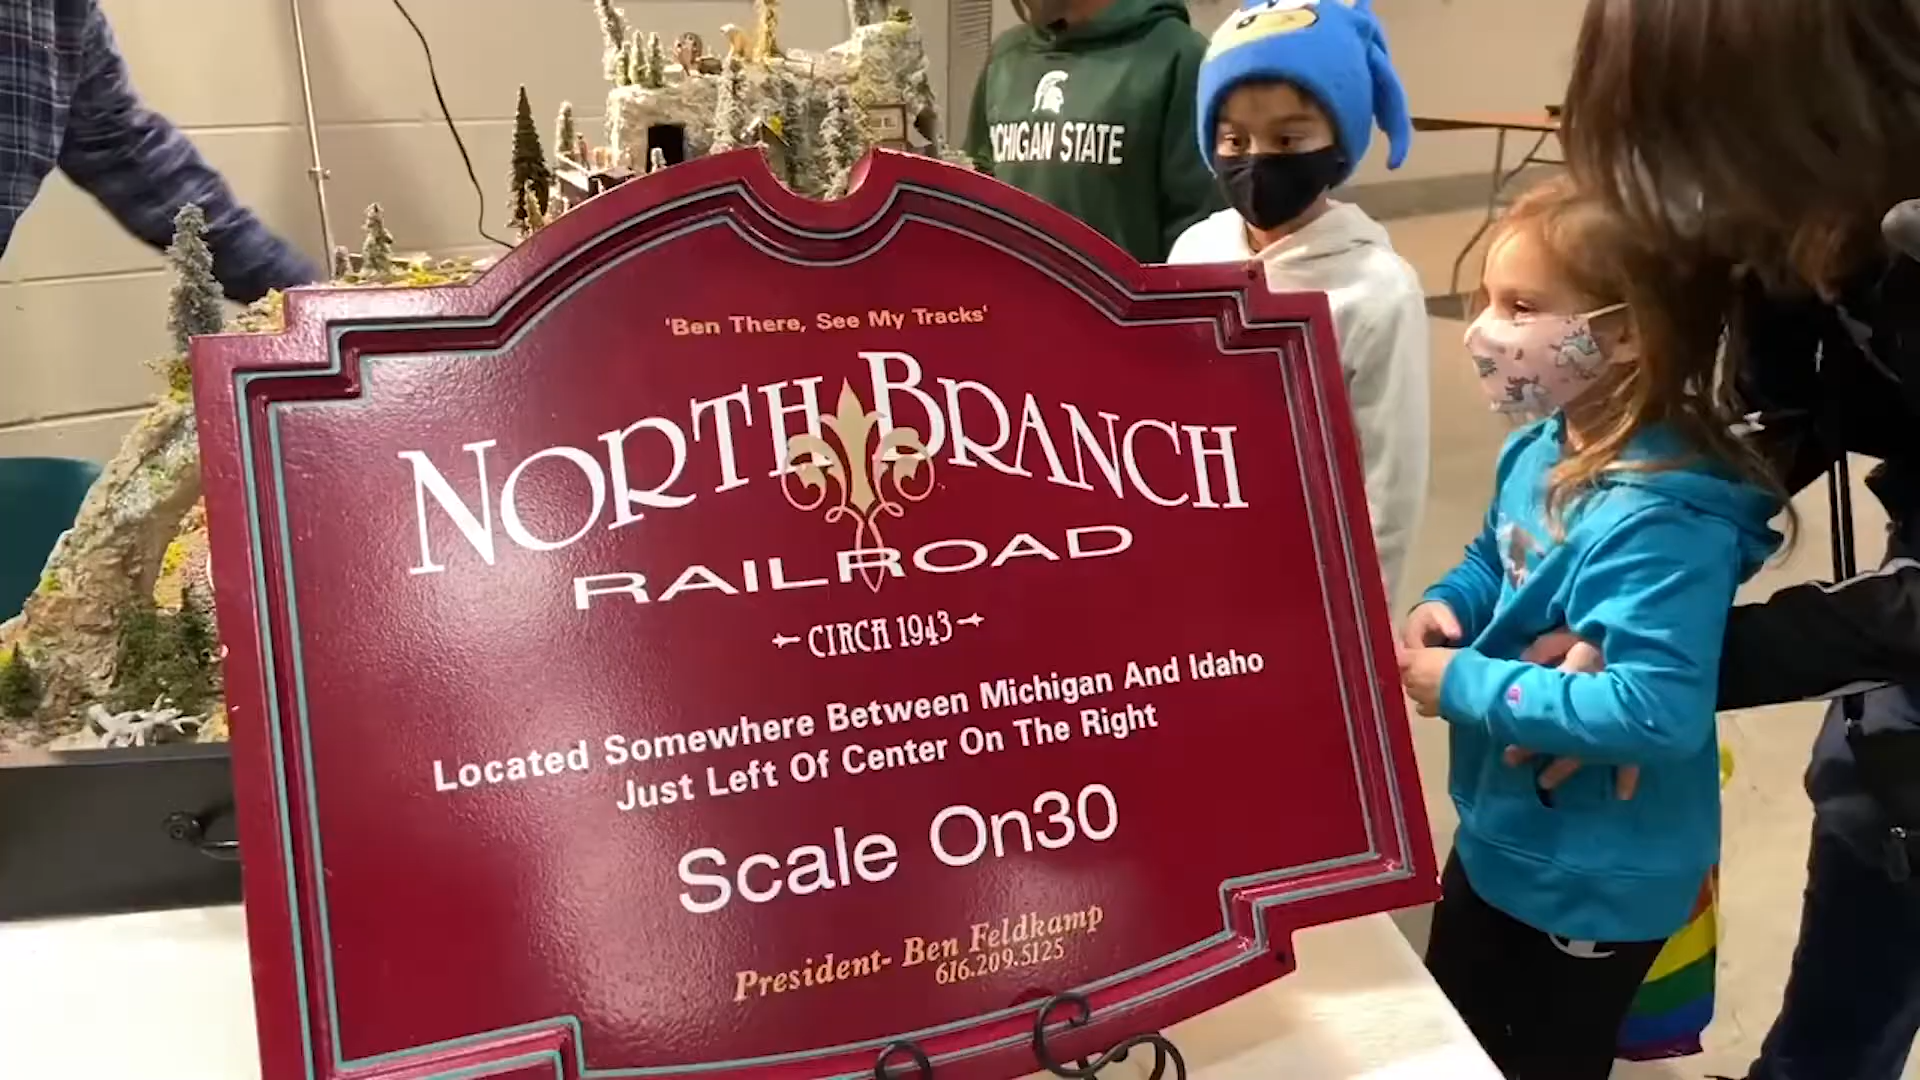 CHIGAN STATE
'Ben There, See My Tracks'
NORTH BRANCH
RAILROAD
CIRCA 1943
Located Somewhere Between Michigan And Idaho
Just Left Of Center On The Right
Scale On30
President- Ben Feldkamp
616.209.5125